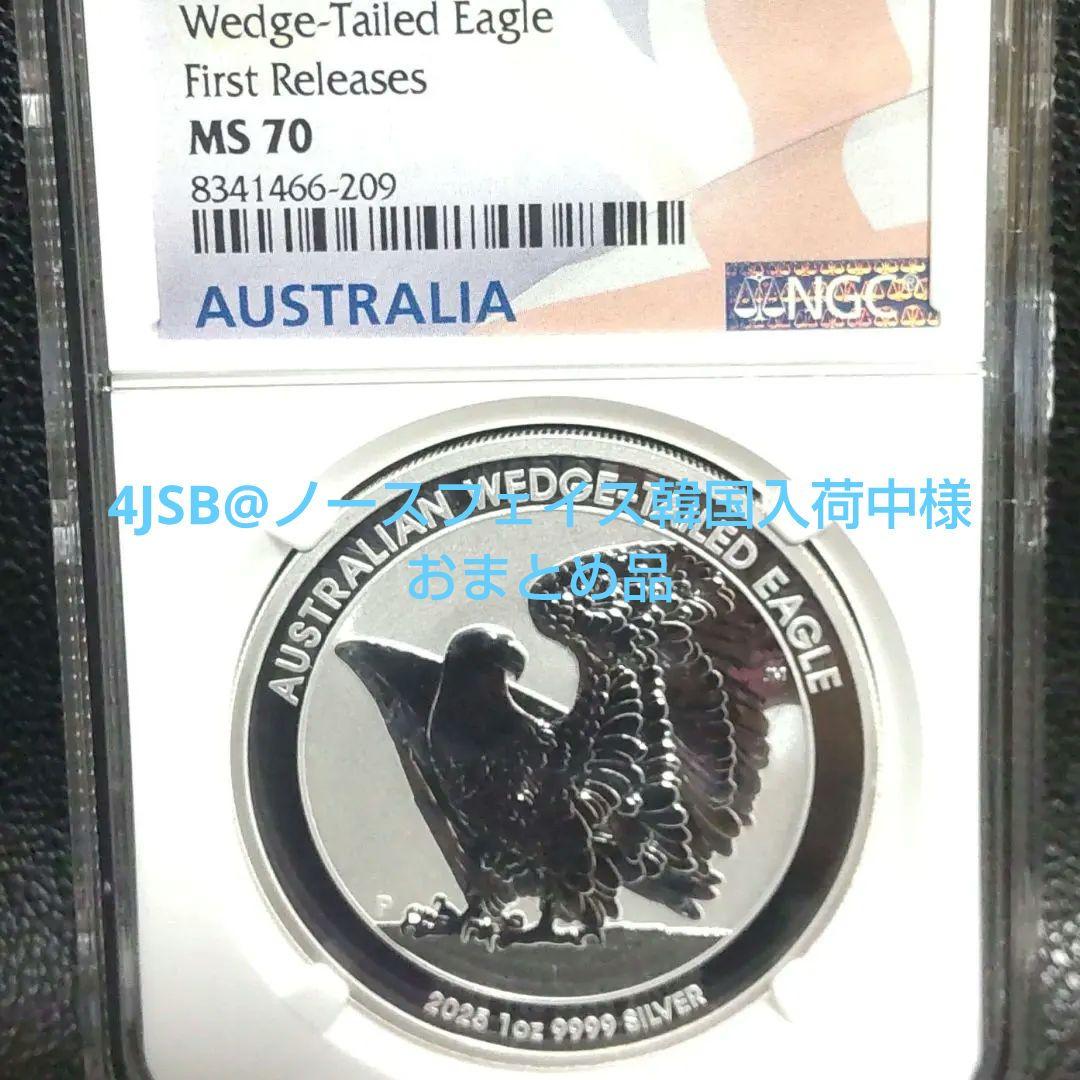 Wedge-Tailed Eagle
First Releases
MS 70
8341466-209
AUSTRALIA
NGC
4JSB@ノースフェイス韓国入荷中様
おまとめ品
AUSTRALIAN WEDGE-TAILED EAGLE
P
2025 1oz 9999 SILVER